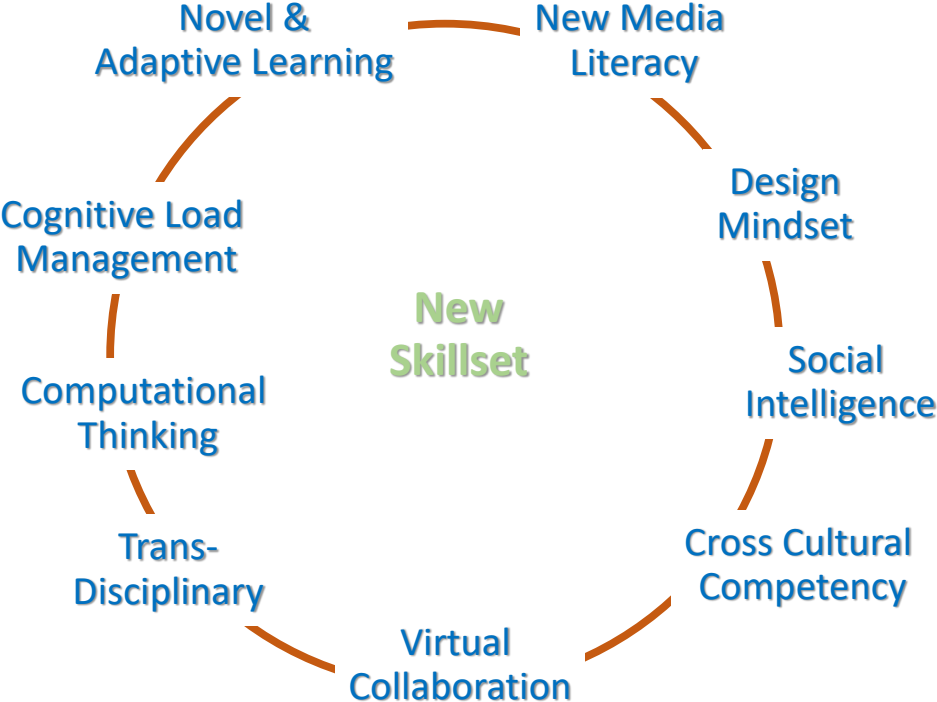 Novel &
Adaptive Learning
New Media
Literacy
Design
Mindset
Cognitive Load
Management
New
Skillset
Social
Intelligence
Computational
Thinking
Cross Cultural
Competency
Trans-
Disciplinary
Virtual
Collaboration